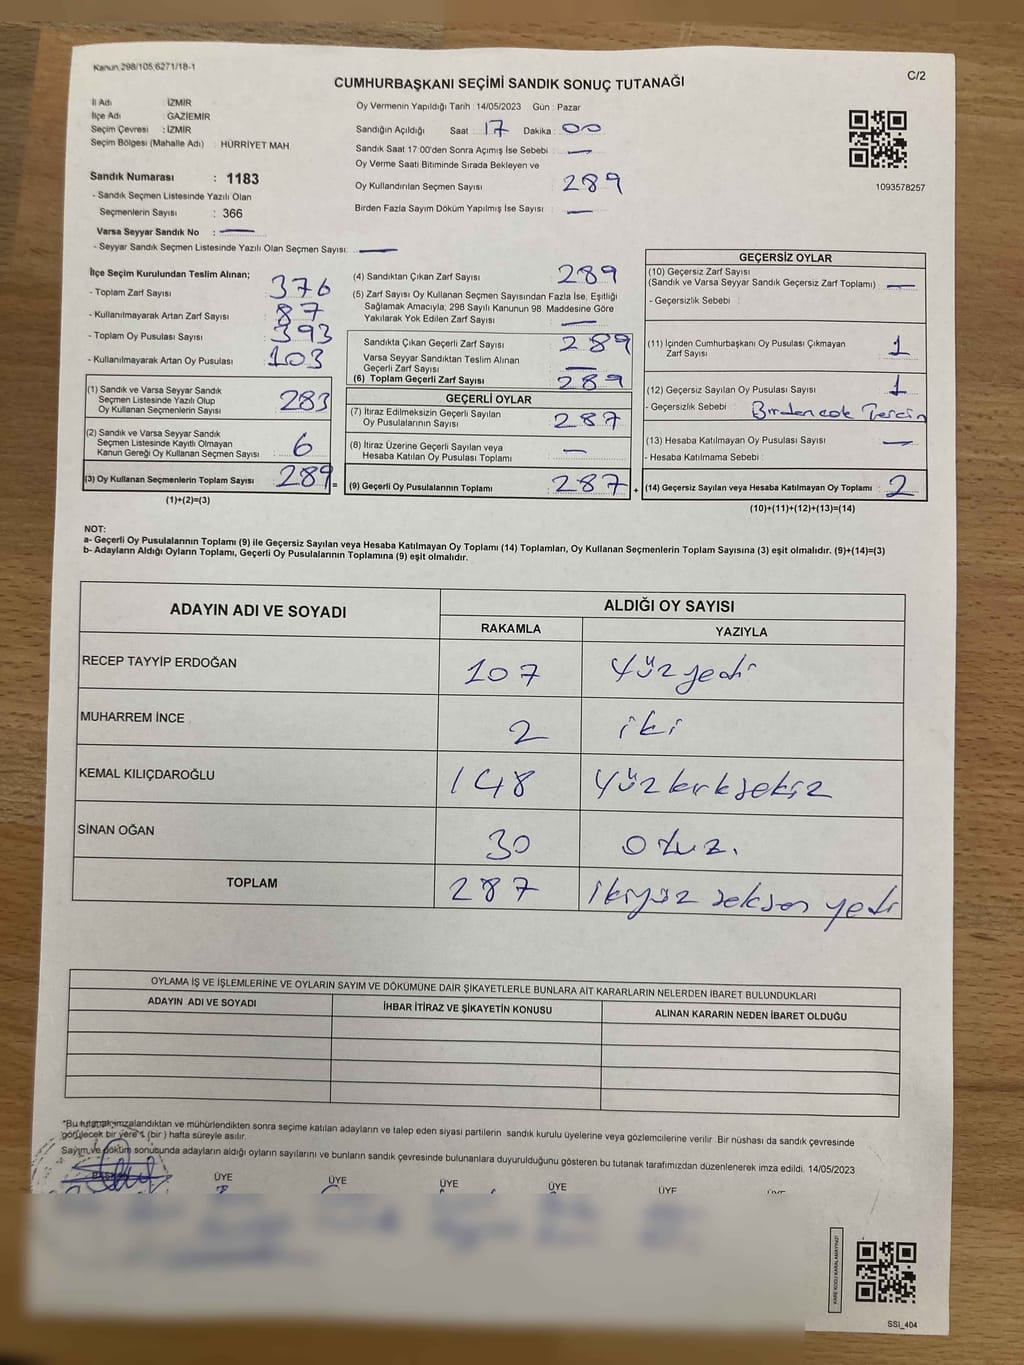 Kanun.298/105,6271/18-1
C/2
CUMHURBAŞKANI SEÇİMİ SANDIK SONUÇ TUTANAĞI
İl Adı İZMİR
İlçe Adı : GAZİEMİR
Seçim Çevresi : İZMİR
Seçim Bölgesi (Mahalle Adı) : HÜRRİYET MAH.
Sandık Numarası : 1183
- Sandık Seçmen Listesinde Yazılı Olan
Seçmenlerin Sayısı : 366
Varsa Seyyar Sandık No : —
- Seyyar Sandık Seçmen Listesinde Yazılı Olan Seçmen Sayısı: —
Oy Vermenin Yapıldığı Tarih :14/05/2023 Gün : Pazar
Sandığın Açıldığı Saat 17 Dakika 00
Sandık Saat 17:00'den Sonra Açımış İse Sebebi : —
Oy Verme Saati Bitiminde Sırada Bekleyen ve
Oy Kullandırılan Seçmen Sayısı 289
Birden Fazla Sayım Döküm Yapılmış İse Sayısı : —
1093578257
İlçe Seçim Kurulundan Teslim Alınan;
- Toplam Zarf Sayısı : 376
- Kullanılmayarak Artan Zarf Sayısı : 87
- Toplam Oy Pusulası Sayısı : 393
- Kullanılmayarak Artan Oy Pusulası : 103
(1) Sandık ve Varsa Seyyar Sandık
Seçmen Listesinde Yazılı Olup
Oy Kullanan Seçmenlerin Sayısı : 283
(2) Sandık ve Varsa Seyyar Sandık
Seçmen Listesinde Kayıtlı Olmayan
Kanun Gereği Oy Kullanan Seçmen Sayısı : 6
(3) Oy Kullanan Seçmenlerin Toplam Sayısı : 289 =
(1)+(2)=(3)
(4) Sandıktan Çıkan Zarf Sayısı : 289
(5) Zarf Sayısı Oy Kullanan Seçmen Sayısından Fazla İse, Eşitliği
Sağlamak Amacıyla; 298 Sayılı Kanunun 98. Maddesine Göre
Yakılarak Yok Edilen Zarf Sayısı : —
Sandıkta Çıkan Geçerli Zarf Sayısı : 289
Varsa Seyyar Sandıktan Teslim Alınan
Geçerli Zarf Sayısı : —
(6) Toplam Geçerli Zarf Sayısı : 289
GEÇERLİ OYLAR
(7) İtiraz Edilmeksizin Geçerli Sayılan
Oy Pusulalarının Sayısı : 287
(8) İtiraz Üzerine Geçerli Sayılan veya
Hesaba Katılan Oy Pusulası Toplamı : —
(9) Geçerli Oy Pusulalarının Toplamı : 287 +
GEÇERSİZ OYLAR
(10) Geçersiz Zarf Sayısı
(Sandık ve Varsa Seyyar Sandık Geçersiz Zarf Toplamı) : —
- Geçersizlik Sebebi :
(11) İçinden Cumhurbaşkanı Oy Pusulası Çıkmayan
Zarf Sayısı : 1
(12) Geçersiz Sayılan Oy Pusulası Sayısı : 1
- Geçersizlik Sebebi : Birden cok Tercih
(13) Hesaba Katılmayan Oy Pusulası Sayısı : —
- Hesaba Katılmama Sebebi :
(14) Geçersiz Sayılan veya Hesaba Katılmayan Oy Toplamı : 2
(10)+(11)+(12)+(13)=(14)
NOT:
a- Geçerli Oy Pusulalarının Toplamı (9) ile Geçersiz Sayılan veya Hesaba Katılmayan Oy Toplamı (14) Toplamları, Oy Kullanan Seçmenlerin Toplam Sayısına (3) eşit olmalıdır. (9)+(14)=(3)
b- Adayların Aldığı Oyların Toplamı, Geçerli Oy Pusulalarının Toplamına (9) eşit olmalıdır.
ADAYIN ADI VE SOYADI ALDIĞI OY SAYISI
RAKAMLA YAZIYLA
RECEP TAYYİP ERDOĞAN 107 Yüz yedi
MUHARREM İNCE 2 iki
KEMAL KILIÇDAROĞLU 148 Yüz kırk sekiz
SİNAN OĞAN 30 Otuz.
TOPLAM 287 ikiyüz seksen yedi
OYLAMA İŞ VE İŞLEMLERİNE VE OYLARIN SAYIM VE DÖKÜMÜNE DAİR ŞİKAYETLERLE BUNLARA AİT KARARLARIN NELERDEN İBARET BULUNDUKLARI
ADAYIN ADI VE SOYADI İHBAR İTİRAZ VE ŞİKAYETİN KONUSU ALINAN KARARIN NEDEN İBARET OLDUĞU
"Bu tutanak imzalandıktan ve mühürlendikten sonra seçime katılan adayların ve talep eden siyasi partilerin sandık kurulu üyelerine veya gözlemcilerine verilir. Bir nüshası da sandık çevresinde
görülecek bir yere 1 (bir ) hafta süreyle asılır.
Sayım ve döküm sonucunda adayların aldığı oyların sayılarını ve bunların sandık çevresinde bulunanlara duyurulduğunu gösteren bu tutanak tarafımızdan düzenlenerek imza edildi. 14/05/2023
ÜYE ÜYE ÜYE ÜYE ÜYE
KARE KODU KARALAMAYINIZ!
SSI_404